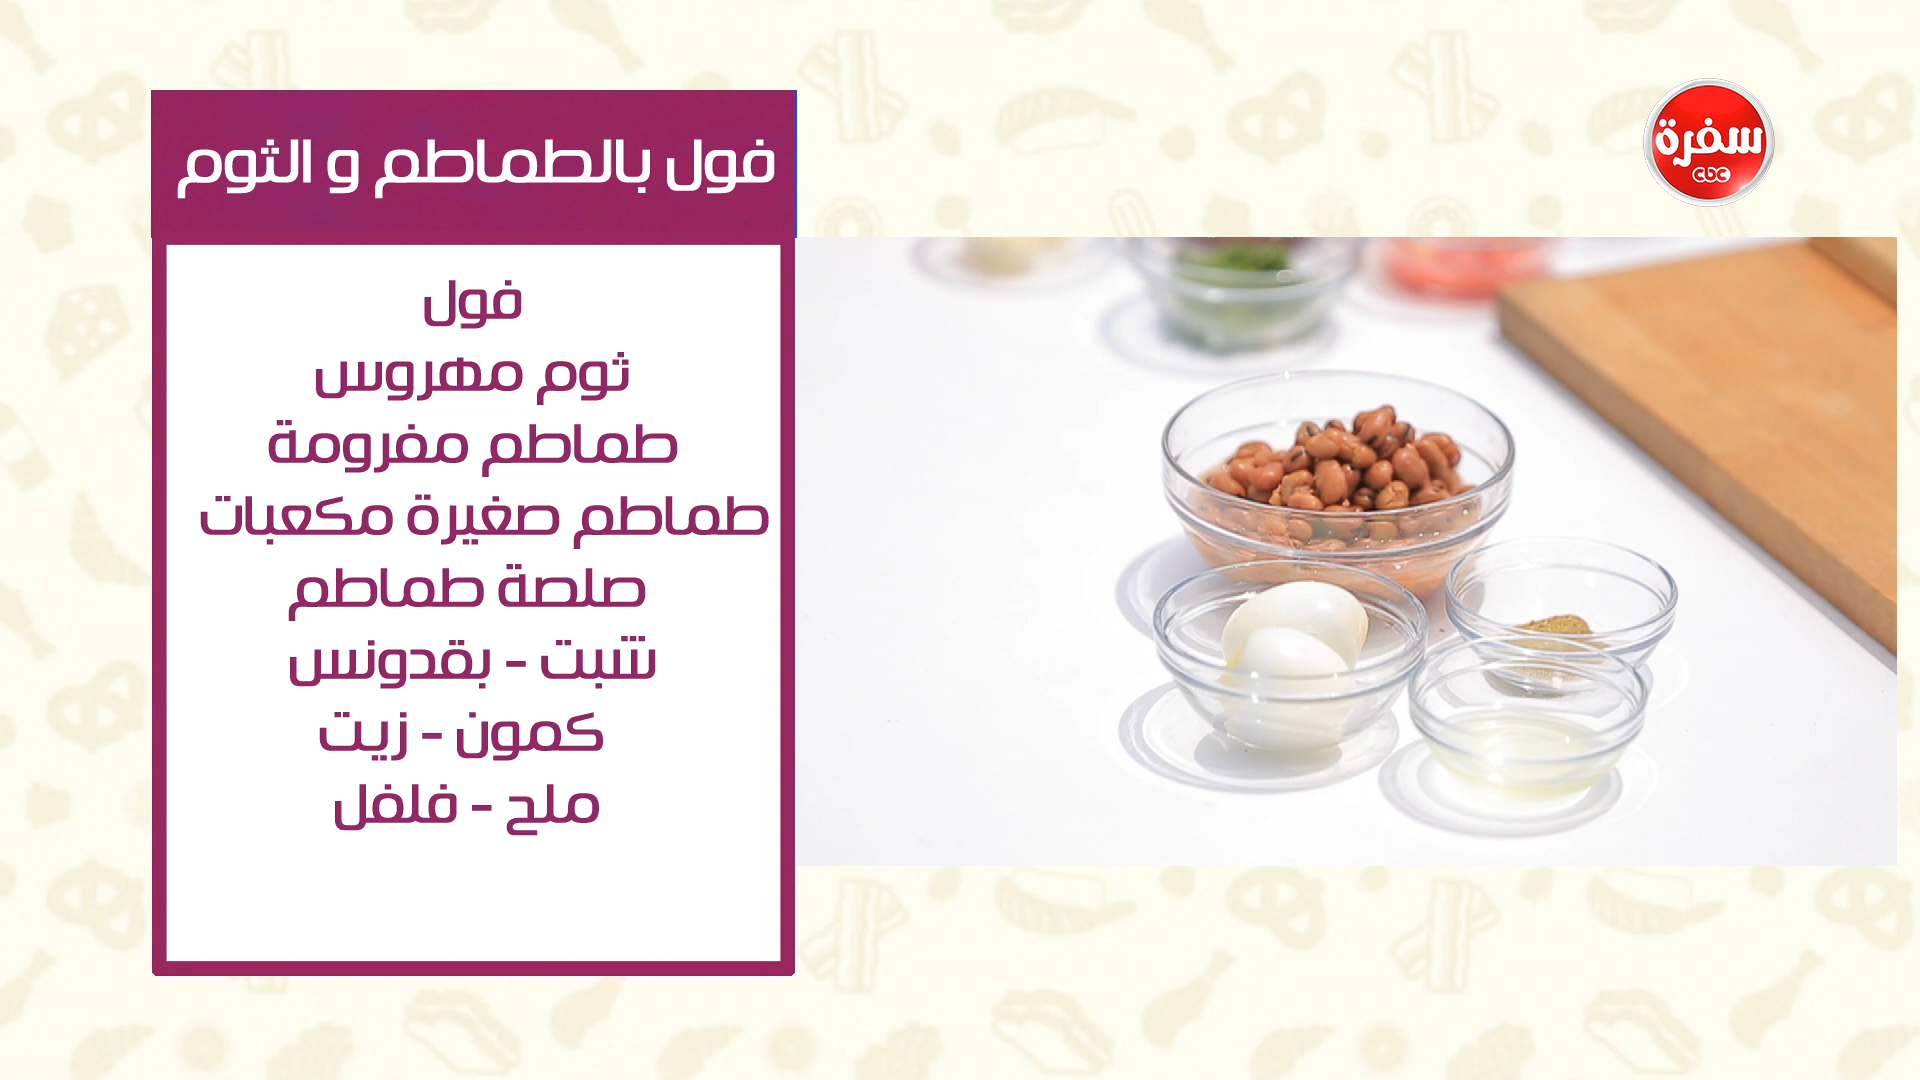 فول بالطماطم و الثوم
فول
ثوم مهروس
طماطم مفرومة
طماطم صغيرة مكعبات
صلصة طماطم
شبت - بقدونس
كمون - زيت
ملح - فلفل
سفرة
cbc